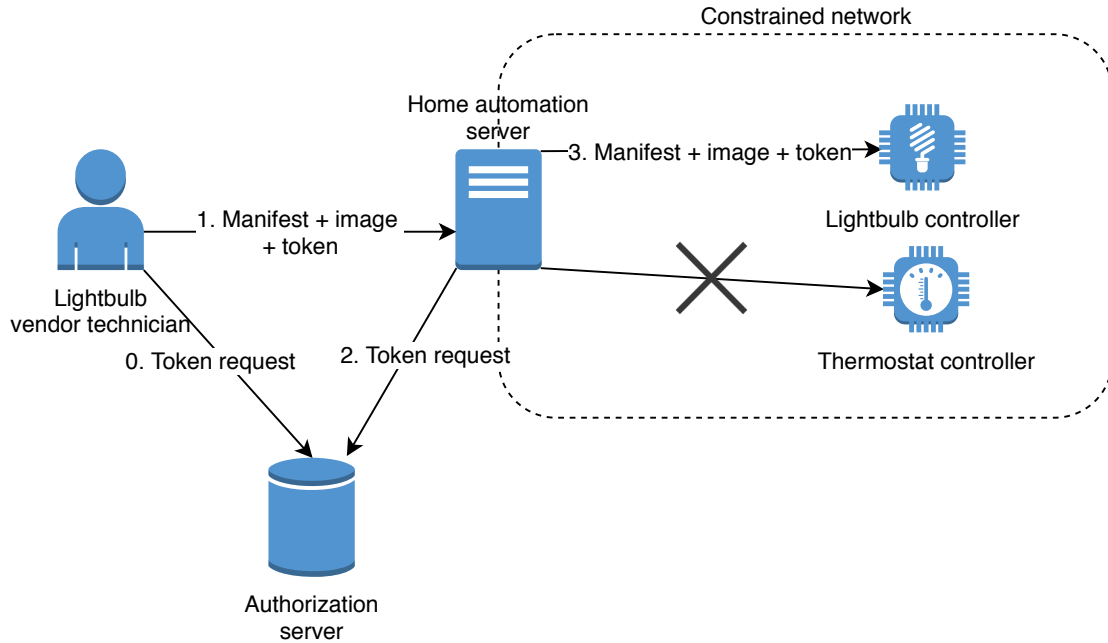 Constrained network
Home automation
server
3. Manifest + image + token
Lightbulb controller
1. Manifest + image
+ token
Lightbulb
vendor technician
0. Token request
2. Token request
Thermostat controller
Authorization
server